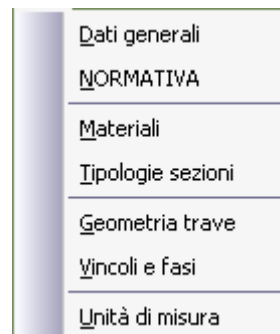 Dati generali
NORMATIVA
Materiali
Tipologie sezioni
Geometria trave
Vincoli e fasi
Unità di misura